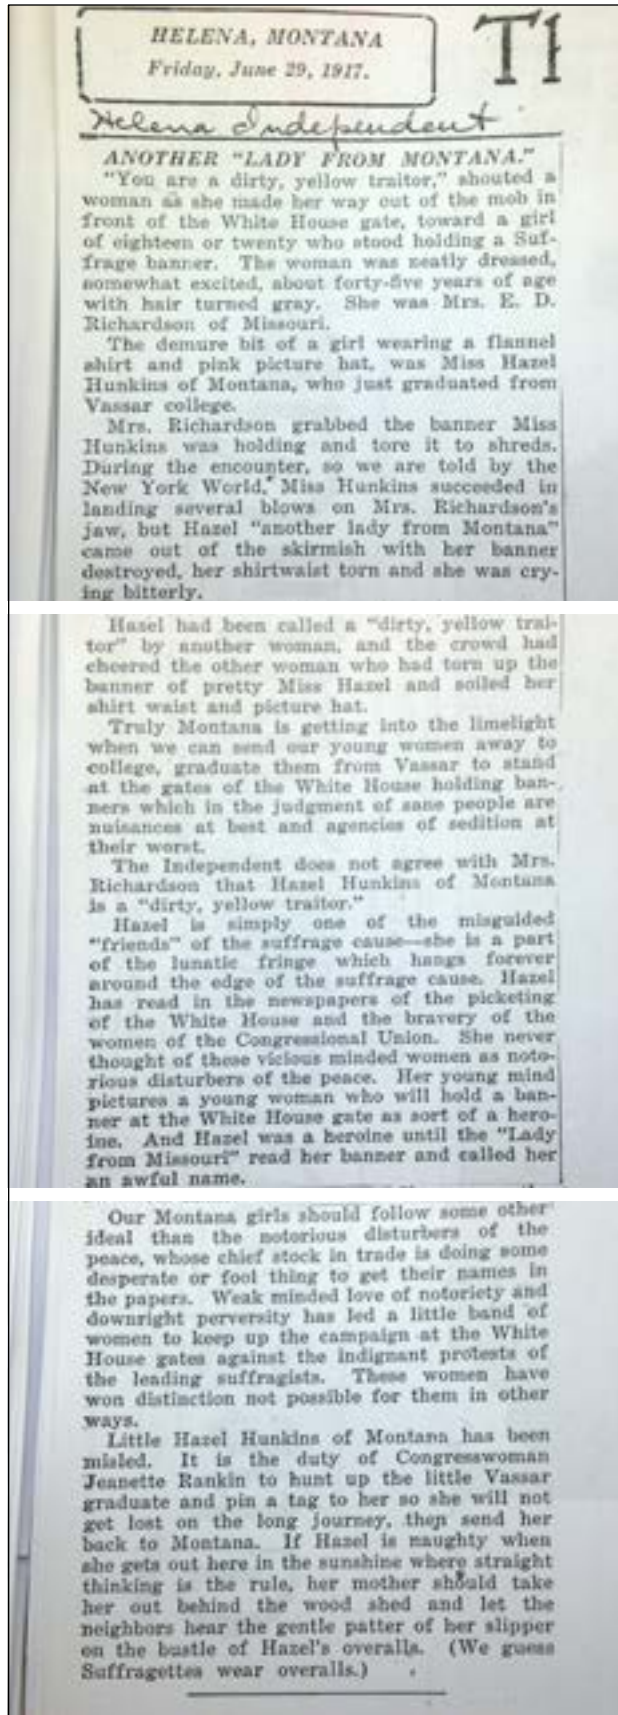 HELENA, MONTANA
Friday, June 29, 1917.
Helena Independent
ANOTHER "LADY FROM MONTANA."
"You are a dirty, yellow traitor," shouted a
woman as she made her way out of the mob in
front of the White House gate, toward a girl
of eighteen or twenty who stood holding a Suf-
frage banner. The woman was neatly dressed,
somewhat excited, about forty-five years of age
with hair turned gray. She was Mrs. E. D.
Richardson of Missouri.
The demure bit of a girl wearing a flannel
shirt and pink picture hat, was Miss Hazel
Hunkins of Montana, who just graduated from
Vassar college.
Mrs. Richardson grabbed the banner Miss
Hunkins was holding and tore it to shreds.
During the encounter, so we are told by the
New York World, Miss Hunkins succeeded in
landing several blows on Mrs. Richardson's
jaw, but Hazel "another lady from Montana"
came out of the skirmish with her banner
destroyed, her shirtwaist torn and she was cry-
ing bitterly.
Hazel had been called a "dirty, yellow trai-
tor" by another woman, and the crowd had
cheered the other woman who had torn up the
banner of pretty Miss Hazel and soiled her
shirt waist and picture hat.
Truly Montana is getting into the limelight
when we can send our young women away to
college, graduate them from Vassar to stand
at the gates of the White House holding ban-
ners which in the judgment of sane people are
nuisances at best and agencies of sedition at
their worst.
The Independent does not agree with Mrs.
Richardson that Hazel Hunkins of Montana
is a "dirty, yellow traitor."
Hazel is simply one of the misguided
"friends" of the suffrage cause—she is a part
of the lunatic fringe which hangs forever
around the edge of the suffrage cause. Hazel
has read in the newspapers of the picketing
of the White House and the bravery of the
women of the Congressional Union. She never
thought of these vicious minded women as noto-
rious disturbers of the peace. Her young mind
pictures a young woman who will hold a ban-
ner at the White House gate as sort of a hero-
ine. And Hazel was a heroine until the "Lady
from Missouri" read her banner and called her
an awful name.
Our Montana girls should follow some other
ideal than the notorious disturbers of the
peace, whose chief stock in trade is doing some
desperate or fool thing to get their names in
the papers. Weak minded love of notoriety and
downright perversity has led a little band of
women to keep up the campaign at the White
House gates against the indignant protests of
the leading suffragists. These women have
won distinction not possible for them in other
ways.
Little Hazel Hunkins of Montana has been
misled. It is the duty of Congresswoman
Jeanette Rankin to hunt up the little Vassar
graduate and pin a tag to her so she will not
get lost on the long journey, then send her
back to Montana. If Hazel is naughty when
she gets out here in the sunshine where straight
thinking is the rule, her mother should take
her out behind the wood shed and let the
neighbors hear the gentle patter of her slipper
on the bustle of Hazel's overalls. (We guess
Suffragettes wear overalls.)